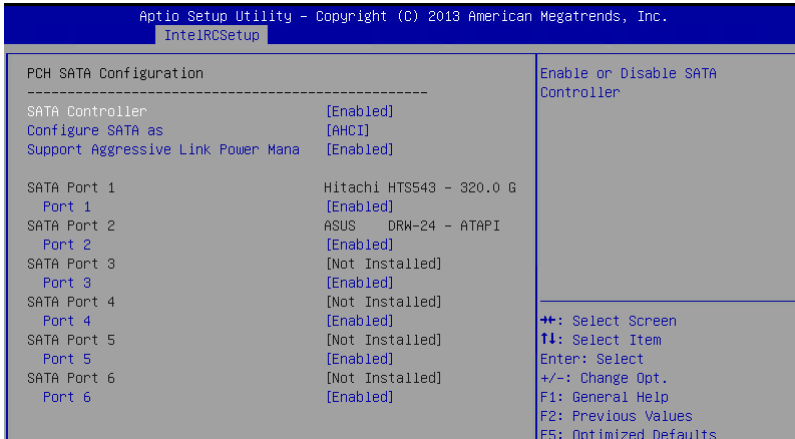 Aptio Setup Utility – Copyright (C) 2013 American Megatrends, Inc.
IntelRCSetup
PCH SATA Configuration
--------------------------------------------------
SATA Controller [Enabled]
Configure SATA as [AHCI]
Support Aggressive Link Power Mana [Enabled]
SATA Port 1 Hitachi HTS543 – 320.0 G
Port 1 [Enabled]
SATA Port 2 ASUS DRW-24 – ATAPI
Port 2 [Enabled]
SATA Port 3 [Not Installed]
Port 3 [Enabled]
SATA Port 4 [Not Installed]
Port 4 [Enabled]
SATA Port 5 [Not Installed]
Port 5 [Enabled]
SATA Port 6 [Not Installed]
Port 6 [Enabled]
Enable or Disable SATA
Controller
→←: Select Screen
↑↓: Select Item
Enter: Select
+/-: Change Opt.
F1: General Help
F2: Previous Values
F5: Optimized Defaults